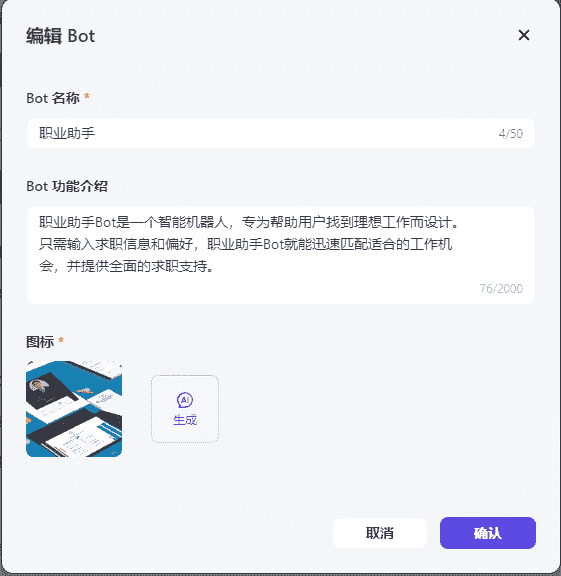 编辑 Bot
Bot 名称 *
职业助手
4/50
Bot 功能介绍
职业助手Bot是一个智能机器人，专为帮助用户找到理想工作而设计。
只需输入求职信息和偏好，职业助手Bot就能迅速匹配适合的工作机
会，并提供全面的求职支持。
76/2000
图标 *
AI
生成
取消
确认